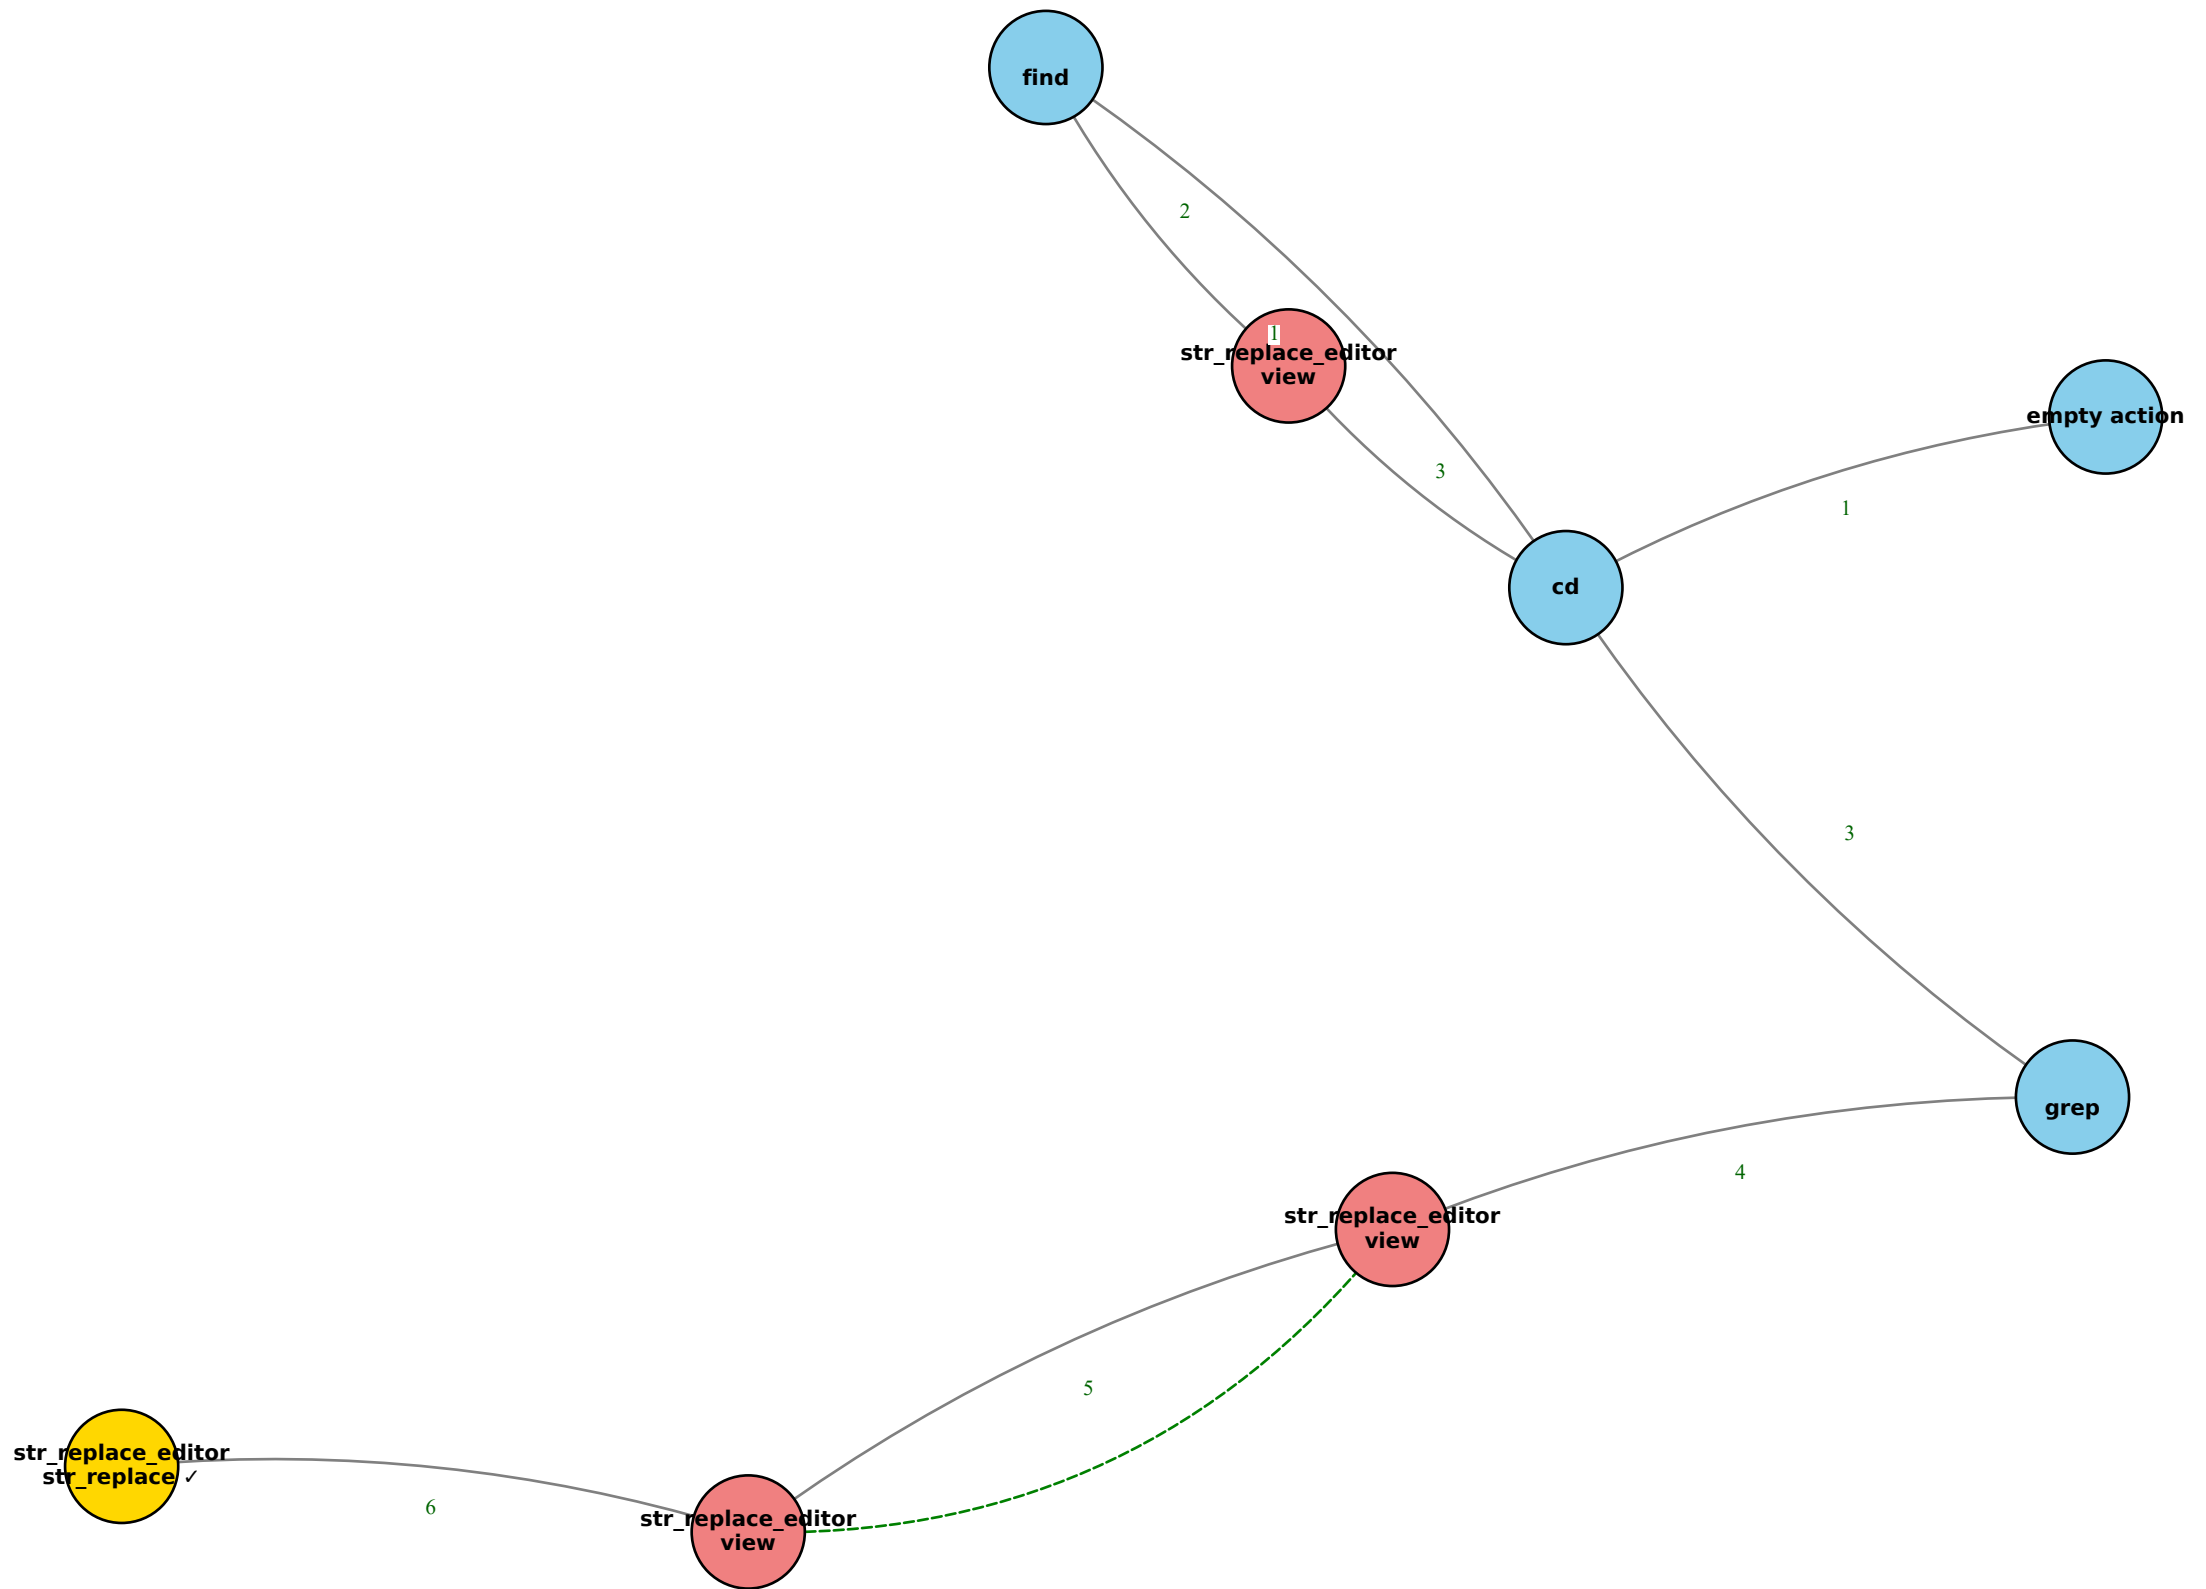 find
2
1
str_replace_editor
view
empty action
3
1
cd
3
grep
4
str_replace_editor
view
5
str_replace_editor
str_replace ✓
6
str_replace_editor
view